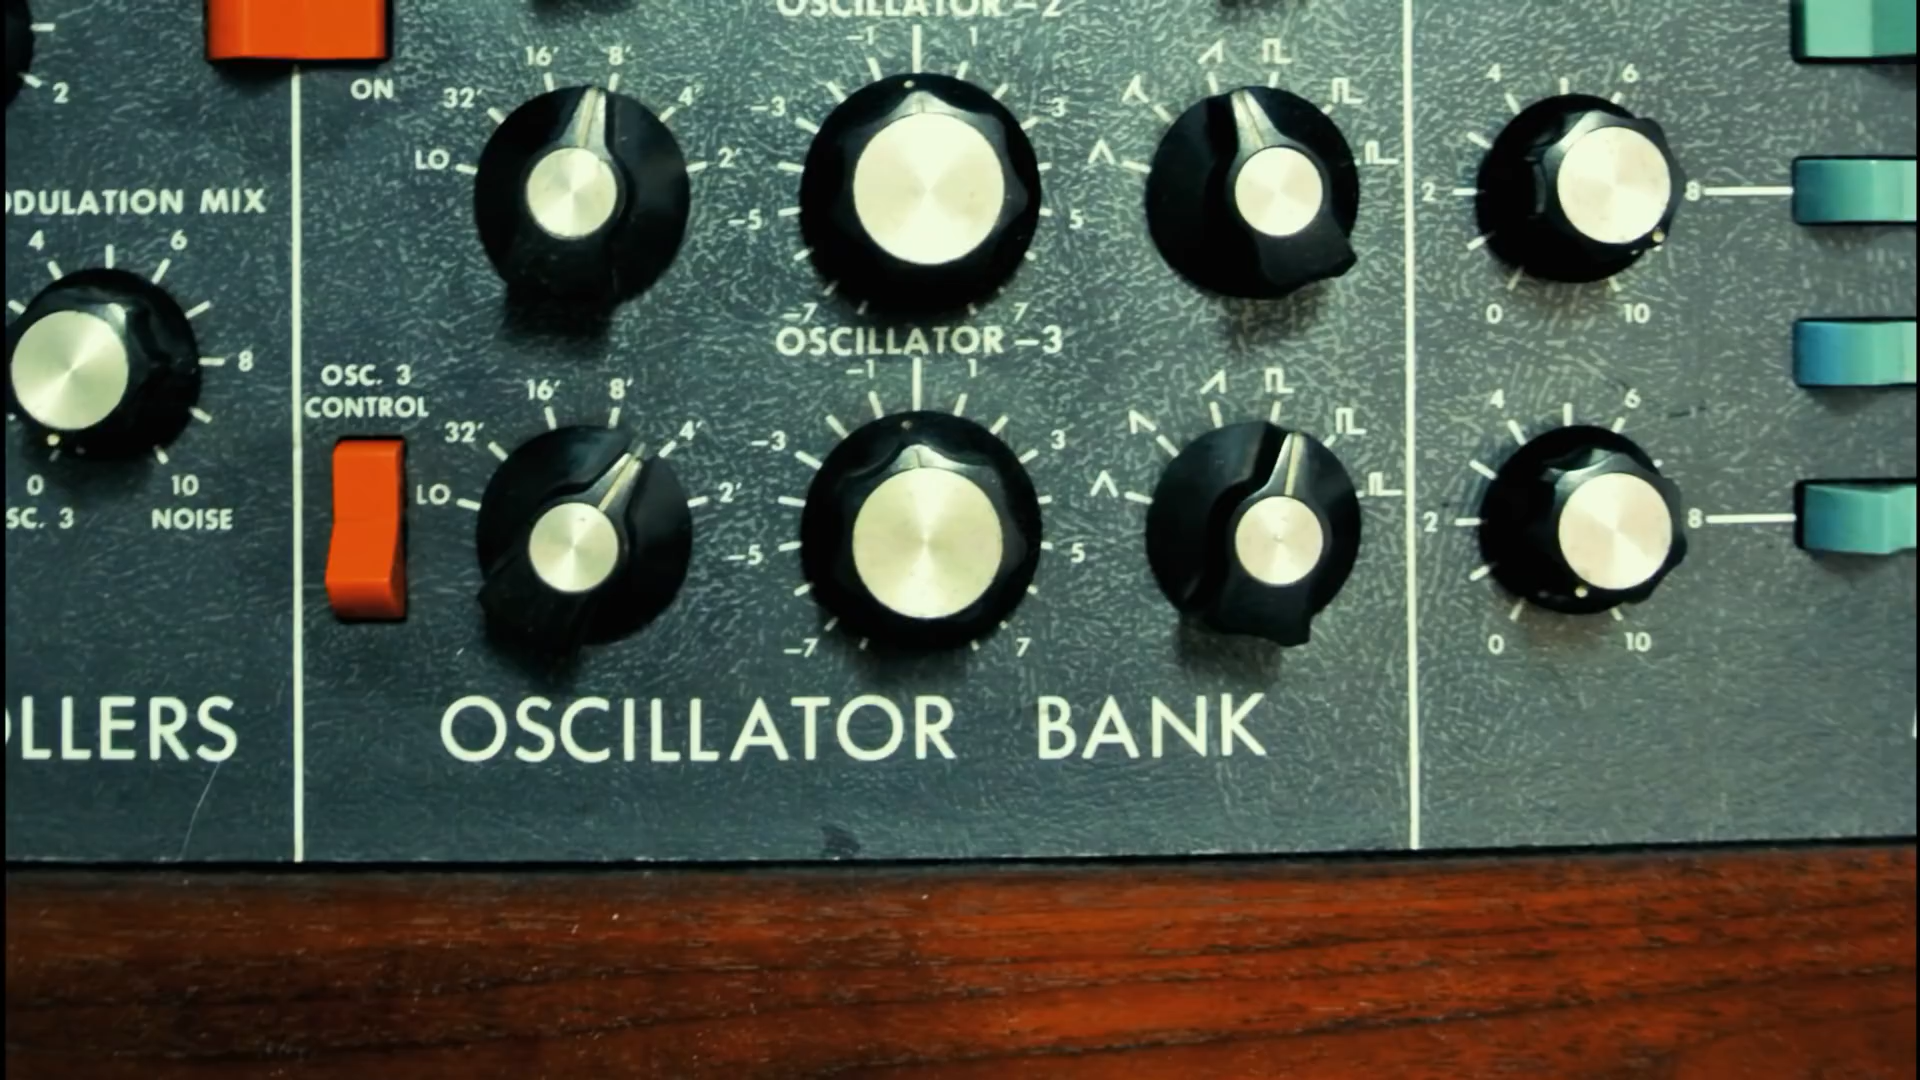 OSCILLATOR -2
-1 1
16' 8'
32' 4'
-3 3
LO 2'
-5 5
-7 7
2
ON
4 6
2 8
0 10
ODULATION MIX
4 6
8
0 10
SC. 3 NOISE
OSCILLATOR -3
-1 1
OSC. 3
CONTROL
16' 8'
32' 4'
-3 3
LO 2'
-5 5
-7 7
4 6
2 8
0 10
OLLERS
OSCILLATOR BANK